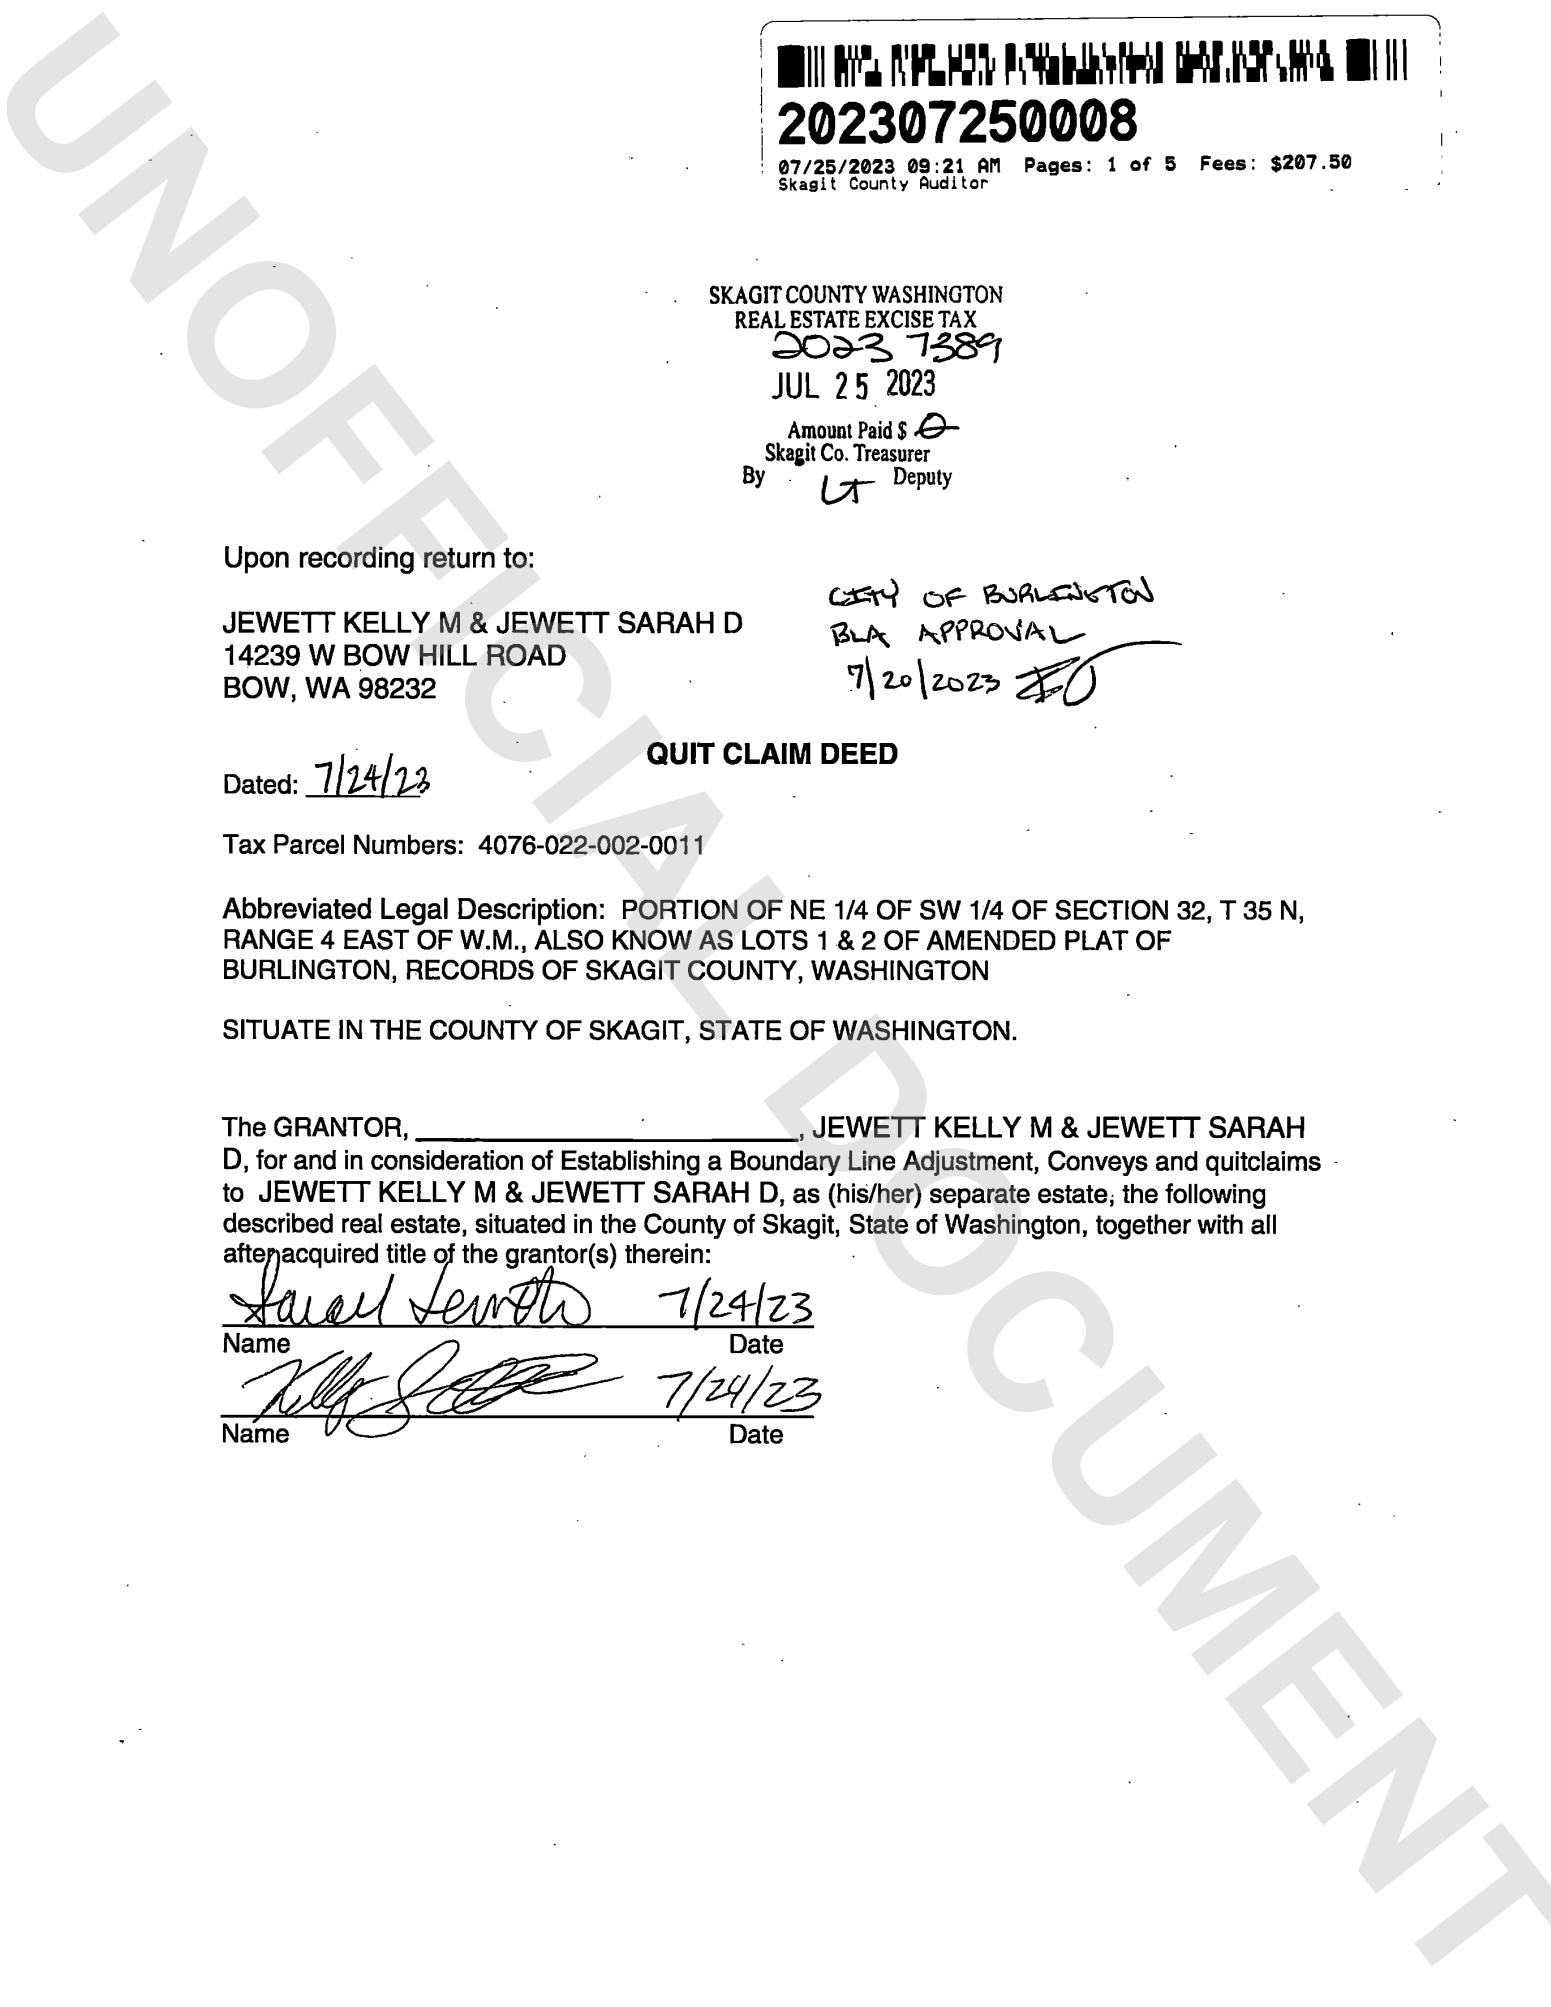 202307250008
07/25/2023 09:21 AM Pages: 1 of 5 Fees: $207.50
Skagit County Auditor
SKAGIT COUNTY WASHINGTON
REAL ESTATE EXCISE TAX
2023 7389
JUL 25 2023
Amount Paid $ 0
Skagit Co. Treasurer
By LT Deputy
Upon recording return to:
JEWETT KELLY M & JEWETT SARAH D
14239 W BOW HILL ROAD
BOW, WA 98232
CITY OF BURLINGTON
BLA APPROVAL
7/20/2023
QUIT CLAIM DEED
Dated: 7/24/23
Tax Parcel Numbers: 4076-022-002-0011
Abbreviated Legal Description: PORTION OF NE 1/4 OF SW 1/4 OF SECTION 32, T 35 N,
RANGE 4 EAST OF W.M., ALSO KNOW AS LOTS 1 & 2 OF AMENDED PLAT OF
BURLINGTON, RECORDS OF SKAGIT COUNTY, WASHINGTON
SITUATE IN THE COUNTY OF SKAGIT, STATE OF WASHINGTON.
The GRANTOR, ____________________, JEWETT KELLY M & JEWETT SARAH
D, for and in consideration of Establishing a Boundary Line Adjustment, Conveys and quitclaims
to JEWETT KELLY M & JEWETT SARAH D, as (his/her) separate estate, the following
described real estate, situated in the County of Skagit, State of Washington, together with all
after acquired title of the grantor(s) therein:
Sarah Jewett 7/24/23
Name Date
Kelly 7/24/23
Name Date
UNOFFICIAL DOCUMENT